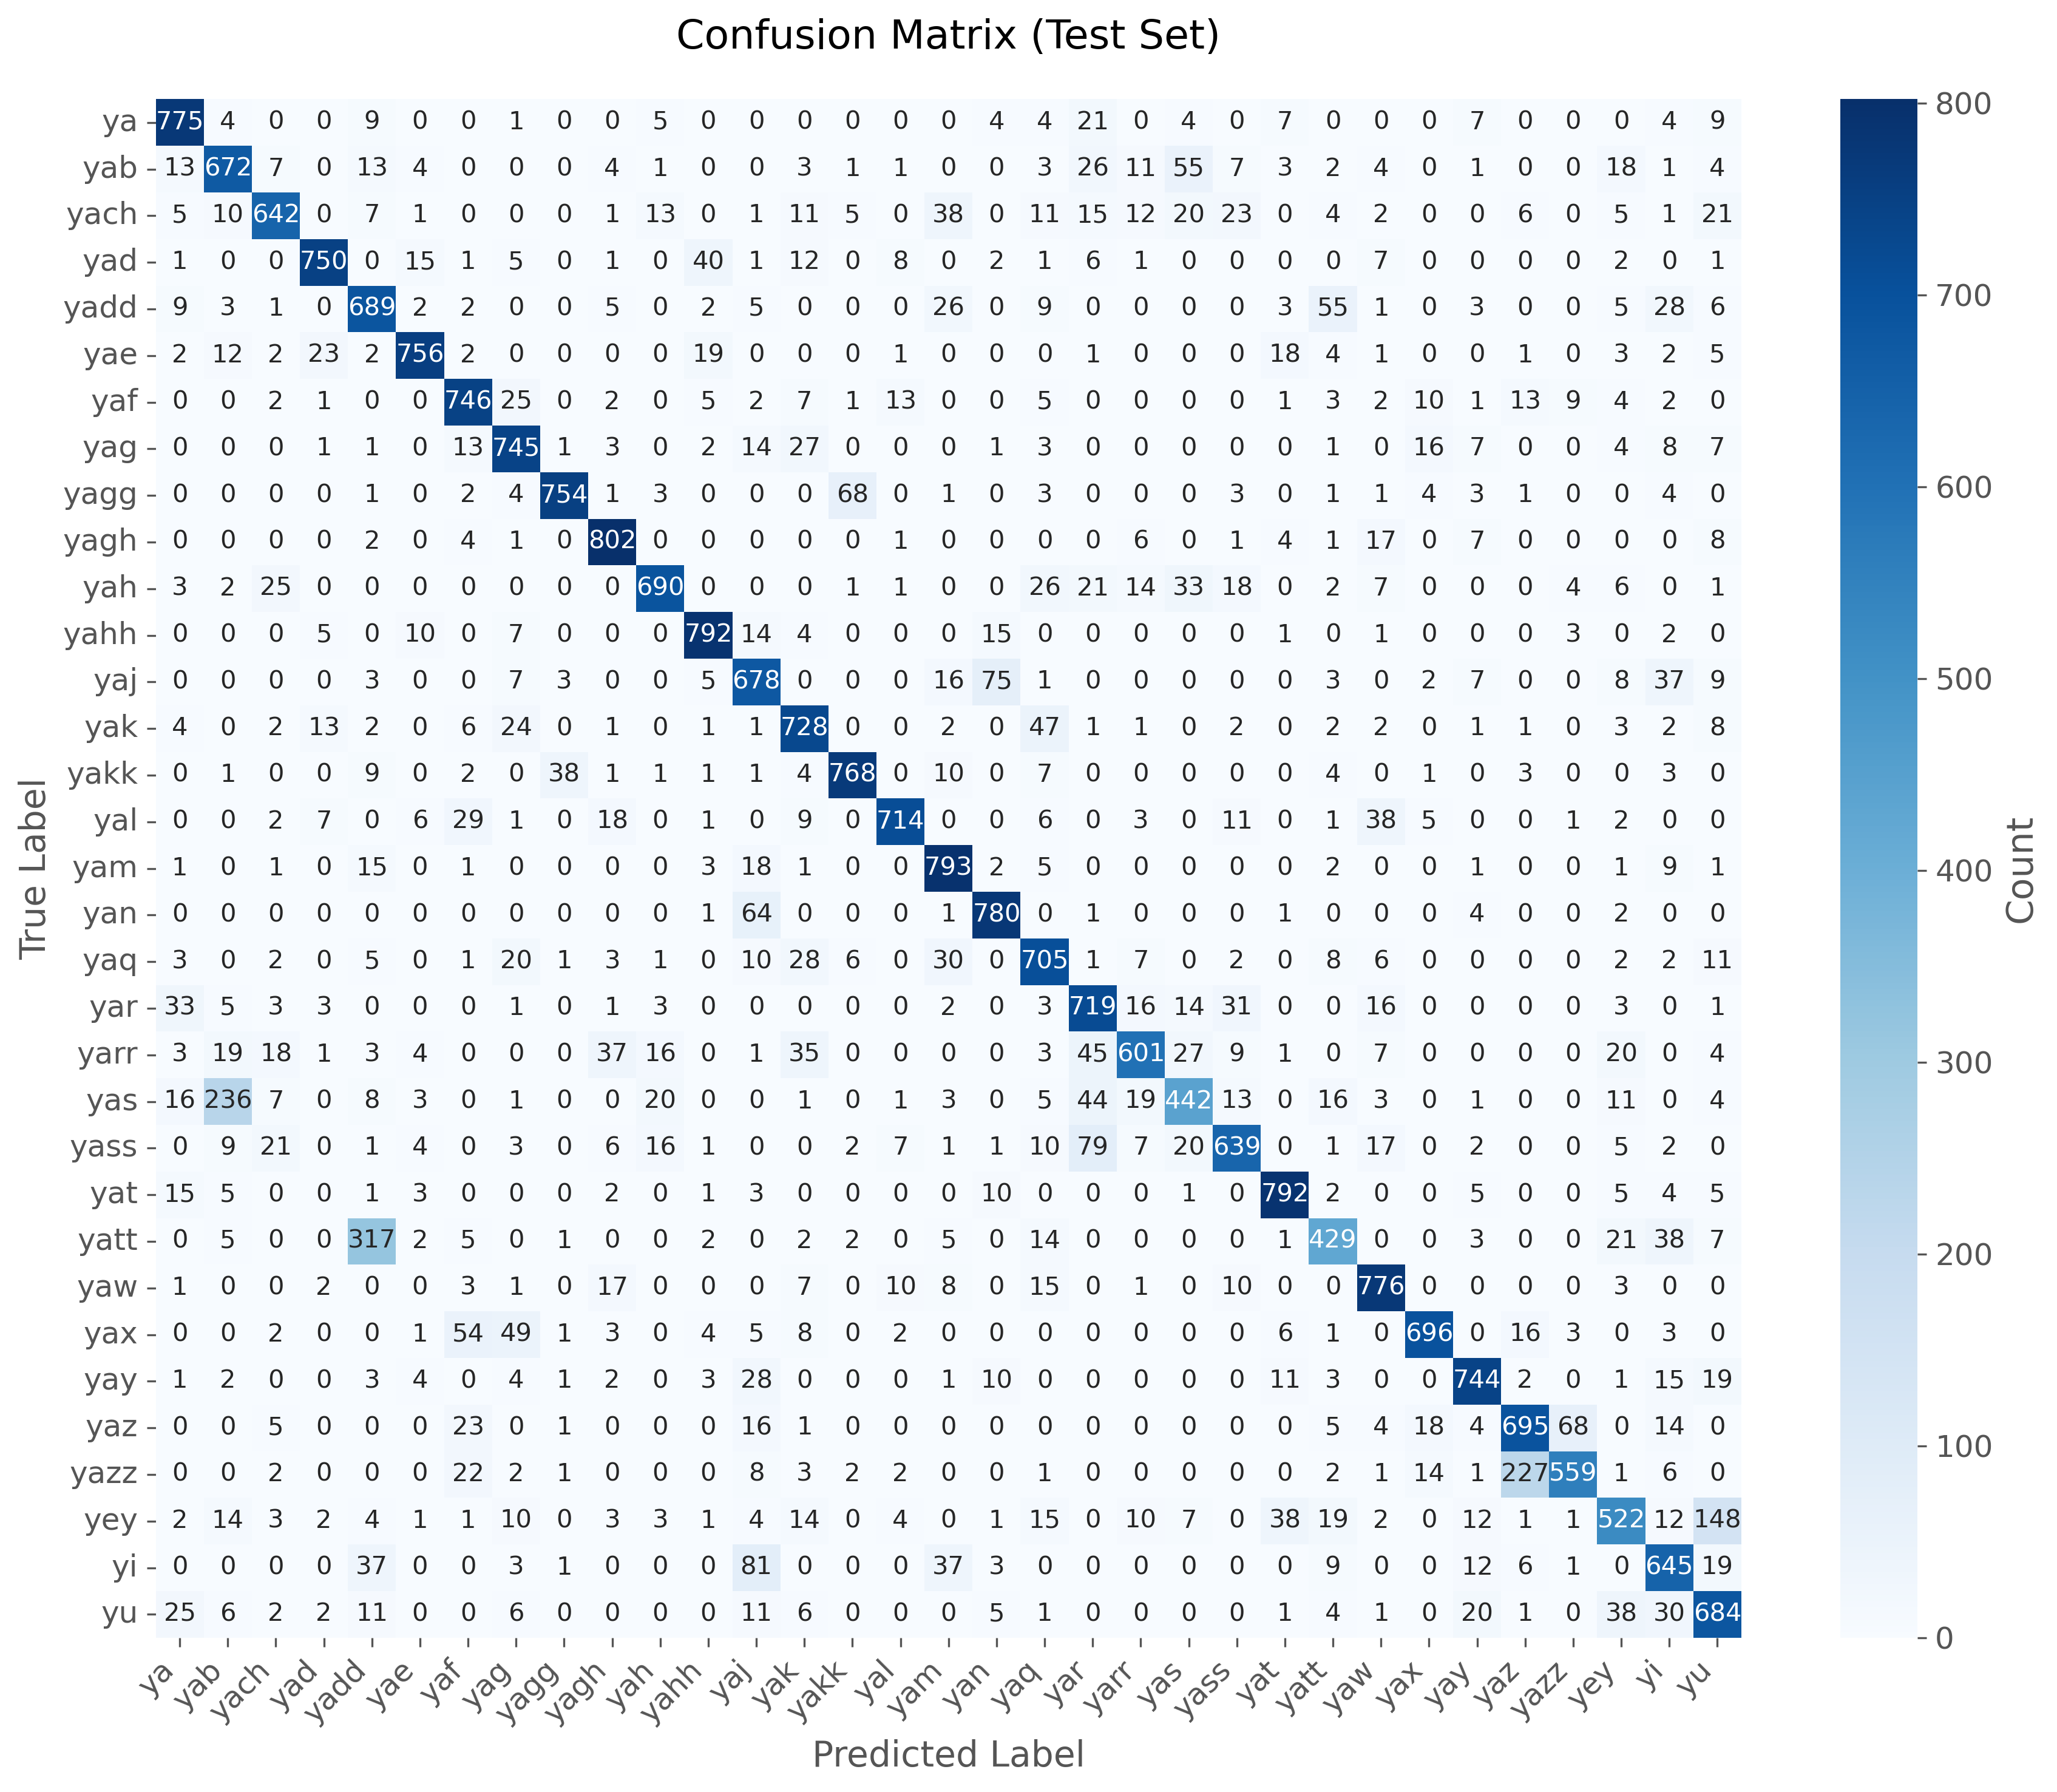 Confusion Matrix (Test Set)
ya 775 4 0 0 9 0 0 1 0 0 5 0 0 0 0 0 0 4 4 21 0 4 0 7 0 0 0 7 0 0 0 4 9
yab 13 672 7 0 13 4 0 0 0 4 1 0 0 3 1 1 0 0 3 26 11 55 7 3 2 4 0 1 0 0 18 1 4
yach 5 10 642 0 7 1 0 0 0 1 13 0 1 11 5 0 38 0 11 15 12 20 23 0 4 2 0 0 6 0 5 1 21
yad 1 0 0 750 0 15 1 5 0 1 0 40 1 12 0 8 0 2 1 6 1 0 0 0 0 7 0 0 0 0 2 0 1
yadd 9 3 1 0 689 2 2 0 0 5 0 2 5 0 0 0 26 0 9 0 0 0 0 3 55 1 0 3 0 0 5 28 6
yae 2 12 2 23 2 756 2 0 0 0 0 19 0 0 0 1 0 0 0 1 0 0 0 18 4 1 0 0 1 0 3 2 5
yaf 0 0 2 1 0 0 746 25 0 2 0 5 2 7 1 13 0 0 5 0 0 0 0 1 3 2 10 1 13 9 4 2 0
yag 0 0 0 1 1 0 13 745 1 3 0 2 14 27 0 0 0 1 3 0 0 0 0 0 1 0 16 7 0 0 4 8 7
yagg 0 0 0 0 1 0 2 4 754 1 3 0 0 0 68 0 1 0 3 0 0 0 3 0 1 1 4 3 1 0 0 4 0
yagh 0 0 0 0 2 0 4 1 0 802 0 0 0 0 0 1 0 0 0 0 6 0 1 4 1 17 0 7 0 0 0 0 8
yah 3 2 25 0 0 0 0 0 0 0 690 0 0 0 1 1 0 0 26 21 14 33 18 0 2 7 0 0 0 4 6 0 1
yahh 0 0 0 5 0 10 0 7 0 0 0 792 14 4 0 0 0 15 0 0 0 0 0 1 0 1 0 0 0 3 0 2 0
yaj 0 0 0 0 3 0 0 7 3 0 0 5 678 0 0 0 16 75 1 0 0 0 0 0 3 0 2 7 0 0 8 37 9
yak 4 0 2 13 2 0 6 24 0 1 0 1 1 728 0 0 2 0 47 1 1 0 2 0 2 2 0 1 1 0 3 2 8
yakk 0 1 0 0 9 0 2 0 38 1 1 1 1 4 768 0 10 0 7 0 0 0 0 0 4 0 1 0 3 0 0 3 0
yal 0 0 2 7 0 6 29 1 0 18 0 1 0 9 0 714 0 0 6 0 3 0 11 0 1 38 5 0 0 1 2 0 0
yam 1 0 1 0 15 0 1 0 0 0 0 3 18 1 0 0 793 2 5 0 0 0 0 0 2 0 0 1 0 0 1 9 1
yan 0 0 0 0 0 0 0 0 0 0 0 1 64 0 0 0 1 780 0 1 0 0 0 1 0 0 0 4 0 0 2 0 0
yaq 3 0 2 0 5 0 1 20 1 3 1 0 10 28 6 0 30 0 705 1 7 0 2 0 8 6 0 0 0 0 2 2 11
yar 33 5 3 3 0 0 0 1 0 1 3 0 0 0 0 0 2 0 3 719 16 14 31 0 0 16 0 0 0 0 3 0 1
yarr 3 19 18 1 3 4 0 0 0 37 16 0 1 35 0 0 0 0 3 45 601 27 9 1 0 7 0 0 0 0 20 0 4
yas 16 236 7 0 8 3 0 1 0 0 20 0 0 1 0 1 3 0 5 44 19 442 13 0 16 3 0 1 0 0 11 0 4
yass 0 9 21 0 1 4 0 3 0 6 16 1 0 0 2 7 1 1 10 79 7 20 639 0 1 17 0 2 0 0 5 2 0
yat 15 5 0 0 1 3 0 0 0 2 0 1 3 0 0 0 0 10 0 0 0 1 0 792 2 0 0 5 0 0 5 4 5
yatt 0 5 0 0 317 2 5 0 1 0 0 2 0 2 2 0 5 0 14 0 0 0 0 1 429 0 0 3 0 0 21 38 7
yaw 1 0 0 2 0 0 3 1 0 17 0 0 0 7 0 10 8 0 15 0 1 0 10 0 0 776 0 0 0 0 3 0 0
yax 0 0 2 0 0 1 54 49 1 3 0 4 5 8 0 2 0 0 0 0 0 0 0 6 1 0 696 0 16 3 0 3 0
yay 1 2 0 0 3 4 0 4 1 2 0 3 28 0 0 0 1 10 0 0 0 0 0 11 3 0 0 744 2 0 1 15 19
yaz 0 0 5 0 0 0 23 0 1 0 0 0 16 1 0 0 0 0 0 0 0 0 0 0 5 4 18 4 695 68 0 14 0
yazz 0 0 2 0 0 0 22 2 1 0 0 0 8 3 2 2 0 0 1 0 0 0 0 0 2 1 14 1 227 559 1 6 0
yey 2 14 3 2 4 1 1 10 0 3 3 1 4 14 0 4 0 1 15 0 10 7 0 38 19 2 0 12 1 1 522 12 148
yi 0 0 0 0 37 0 0 3 1 0 0 0 81 0 0 0 37 3 0 0 0 0 0 0 9 0 0 12 6 1 0 645 19
yu 25 6 2 2 11 0 0 6 0 0 0 0 11 6 0 0 0 5 1 0 0 0 0 1 4 1 0 20 1 0 38 30 684
ya yab yach yad yadd yae yaf yag yagg yagh yah yahh yaj yak yakk yal yam yan yaq yar yarr yas yass yat yatt yaw yax yay yaz yazz yey yi yu
Predicted Label
True Label
800
700
600
500
400
300
200
100
0
Count